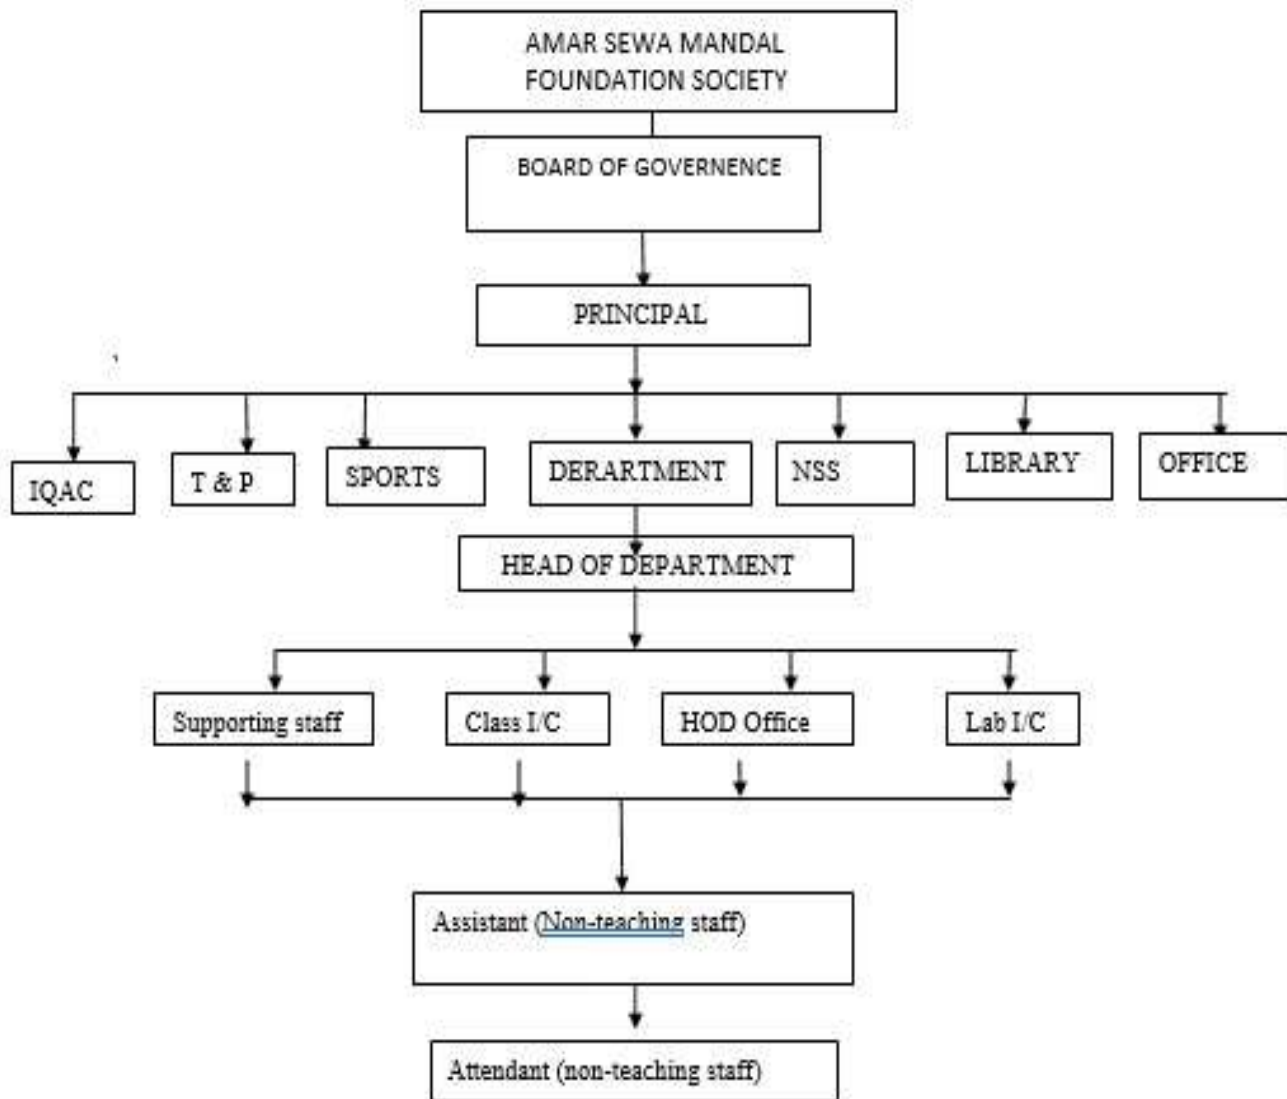 AMAR SEWA MANDAL
FOUNDATION SOCIETY
BOARD OF GOVERNENCE
PRINCIPAL
IQAC
T & P
SPORTS
DERARTMENT
NSS
LIBRARY
OFFICE
HEAD OF DEPARTMENT
Supporting staff
Class I/C
HOD Office
Lab I/C
Assistant (Non-teaching staff)
Attendant (non-teaching staff)